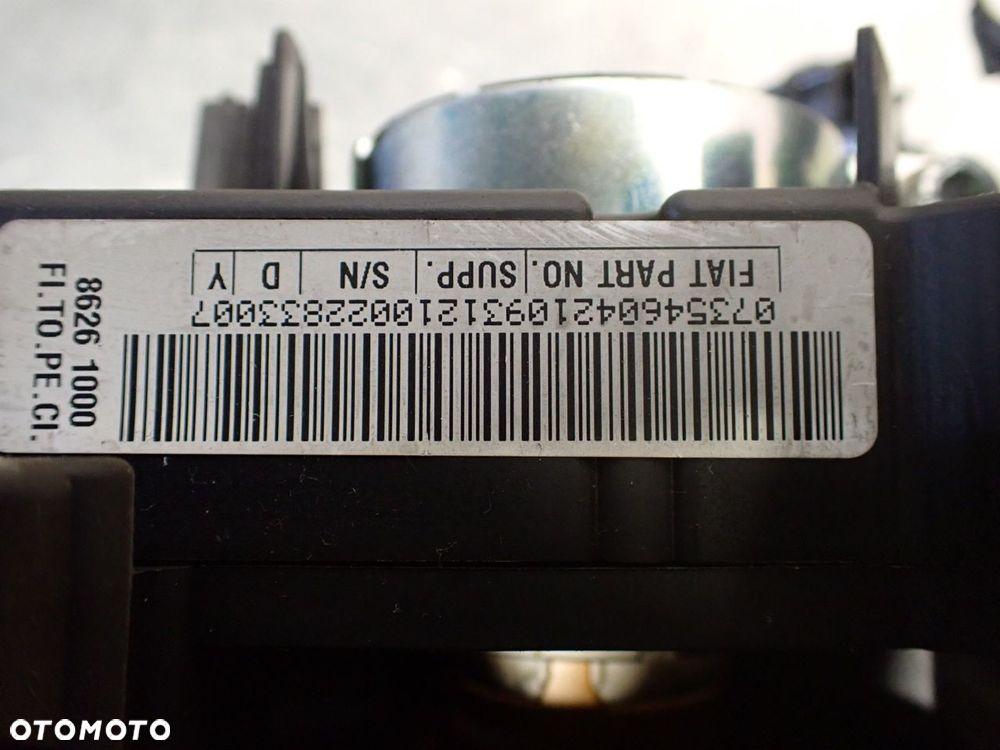 FIAT PART NO. SUPP. S/N D Y
07354604210931210022833007
8626 1000
FI.TO.PE.CI.
OTOMOTO